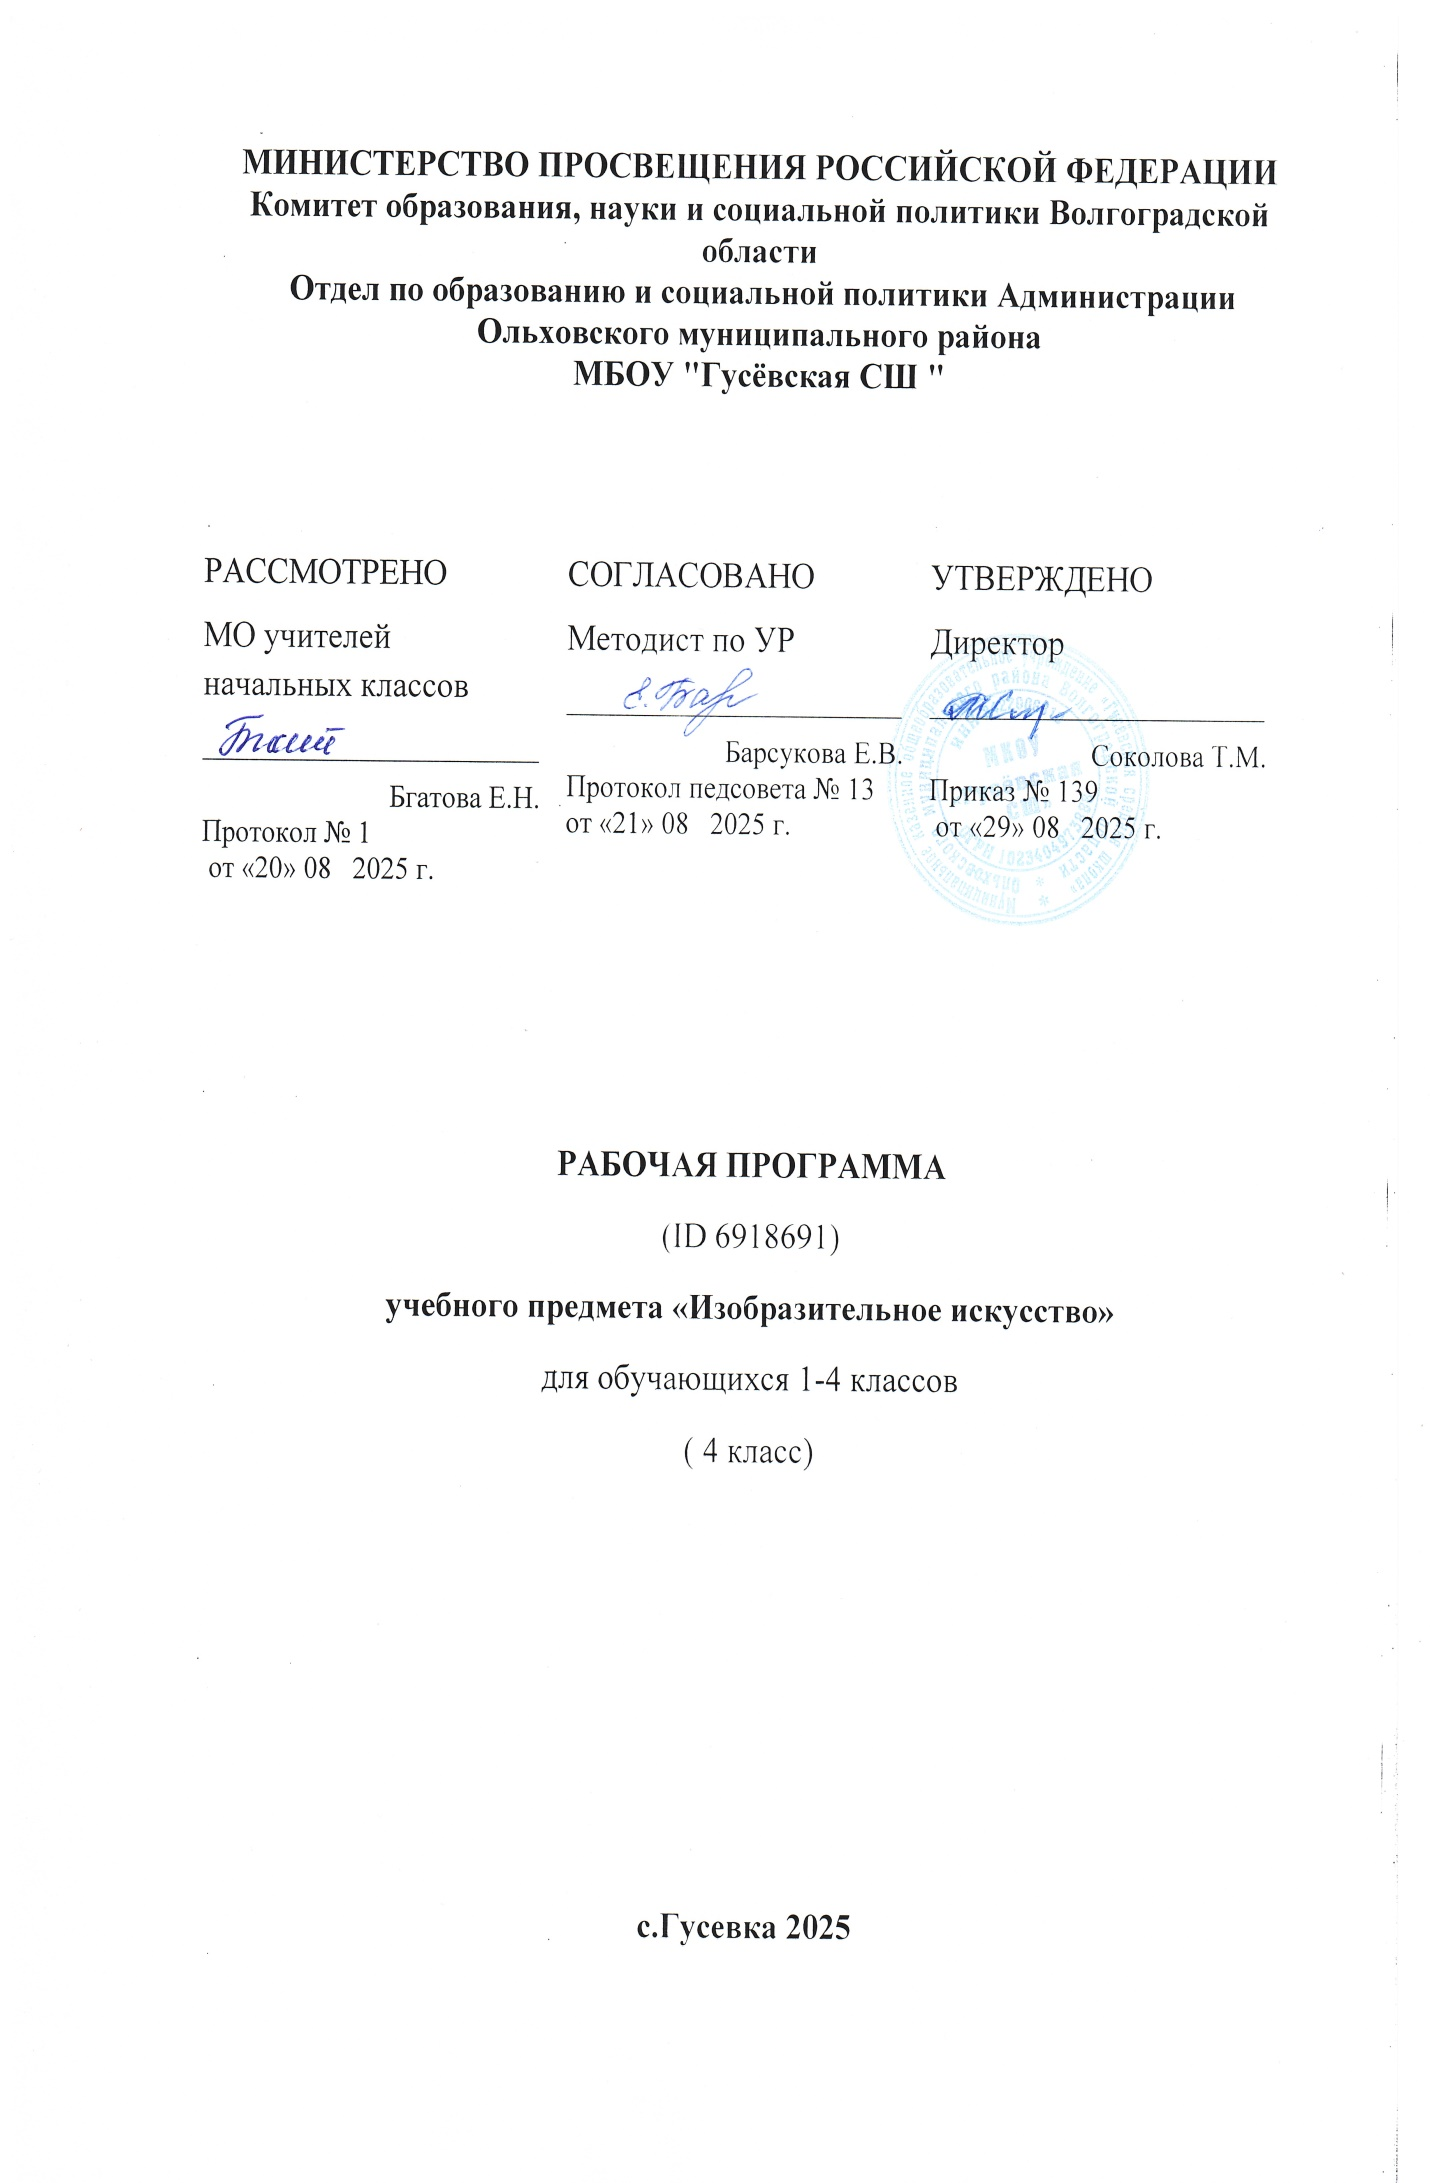 МИНИСТЕРСТВО ПРОСВЕЩЕНИЯ РОССИЙСКОЙ ФЕДЕРАЦИИ
Комитет образования, науки и социальной политики Волгоградской
области
Отдел по образованию и социальной политики Администрации
Ольховского муниципального района
МБОУ "Гусёвская СШ "
РАССМОТРЕНО
МО учителей
начальных классов
Бгатова Е.Н.
Протокол № 1
от «20» 08 2025 г.
СОГЛАСОВАНО
Методист по УР
Е.Бар
Барсукова Е.В.
Протокол педсовета № 13
от «21» 08 2025 г.
УТВЕРЖДЕНО
Директор
Соколова Т.М.
Приказ № 139
от «29» 08 2025 г.
МКОУ
РАБОЧАЯ ПРОГРАММА
(ID 6918691)
учебного предмета «Изобразительное искусство»
для обучающихся 1-4 классов
( 4 класс)
с.Гусевка 2025